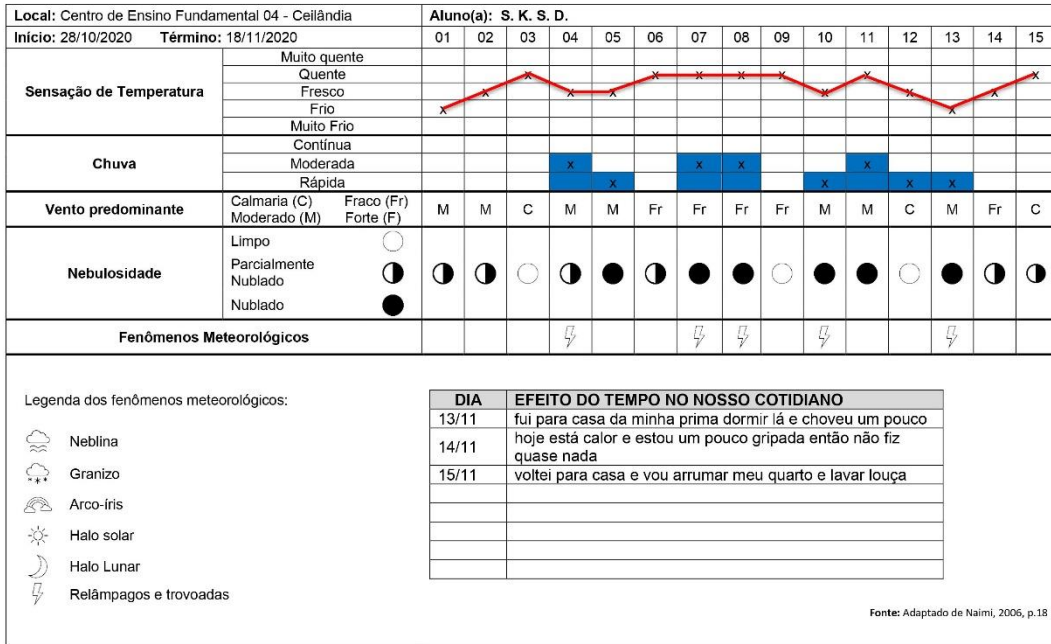 Local: Centro de Ensino Fundamental 04 - Ceilândia Aluno(a): S. K. S. D.
Início: 28/10/2020 Término: 18/11/2020 01 02 03 04 05 06 07 08 09 10 11 12 13 14 15
Sensação de Temperatura
Muito quente
Quente x x x x x x x
Fresco x x x x x x
Frio x x
Muito Frio
Chuva
Contínua
Moderada x x x x
Rápida x x x x
Vento predominante
Calmaria (C) Fraco (Fr)
Moderado (M) Forte (F)
M M C M M Fr Fr Fr Fr M M C M Fr C
Nebulosidade
Limpo
Parcialmente
Nublado
Nublado
Fenômenos Meteorológicos
Legenda dos fenômenos meteorológicos:
Neblina
Granizo
Arco-íris
Halo solar
Halo Lunar
Relâmpagos e trovoadas
DIA EFEITO DO TEMPO NO NOSSO COTIDIANO
13/11 fui para casa da minha prima dormir lá e choveu um pouco
14/11 hoje está calor e estou um pouco gripada então não fiz
quase nada
15/11 voltei para casa e vou arrumar meu quarto e lavar louça
Fonte: Adaptado de Naimi, 2006, p.18